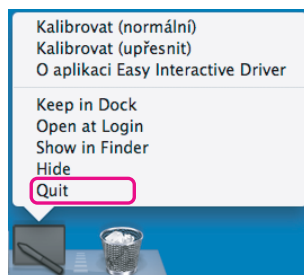 Kalibrovat (normální)
Kalibrovat (upřesnit)
O aplikaci Easy Interactive Driver
Keep in Dock
Open at Login
Show in Finder
Hide
Quit